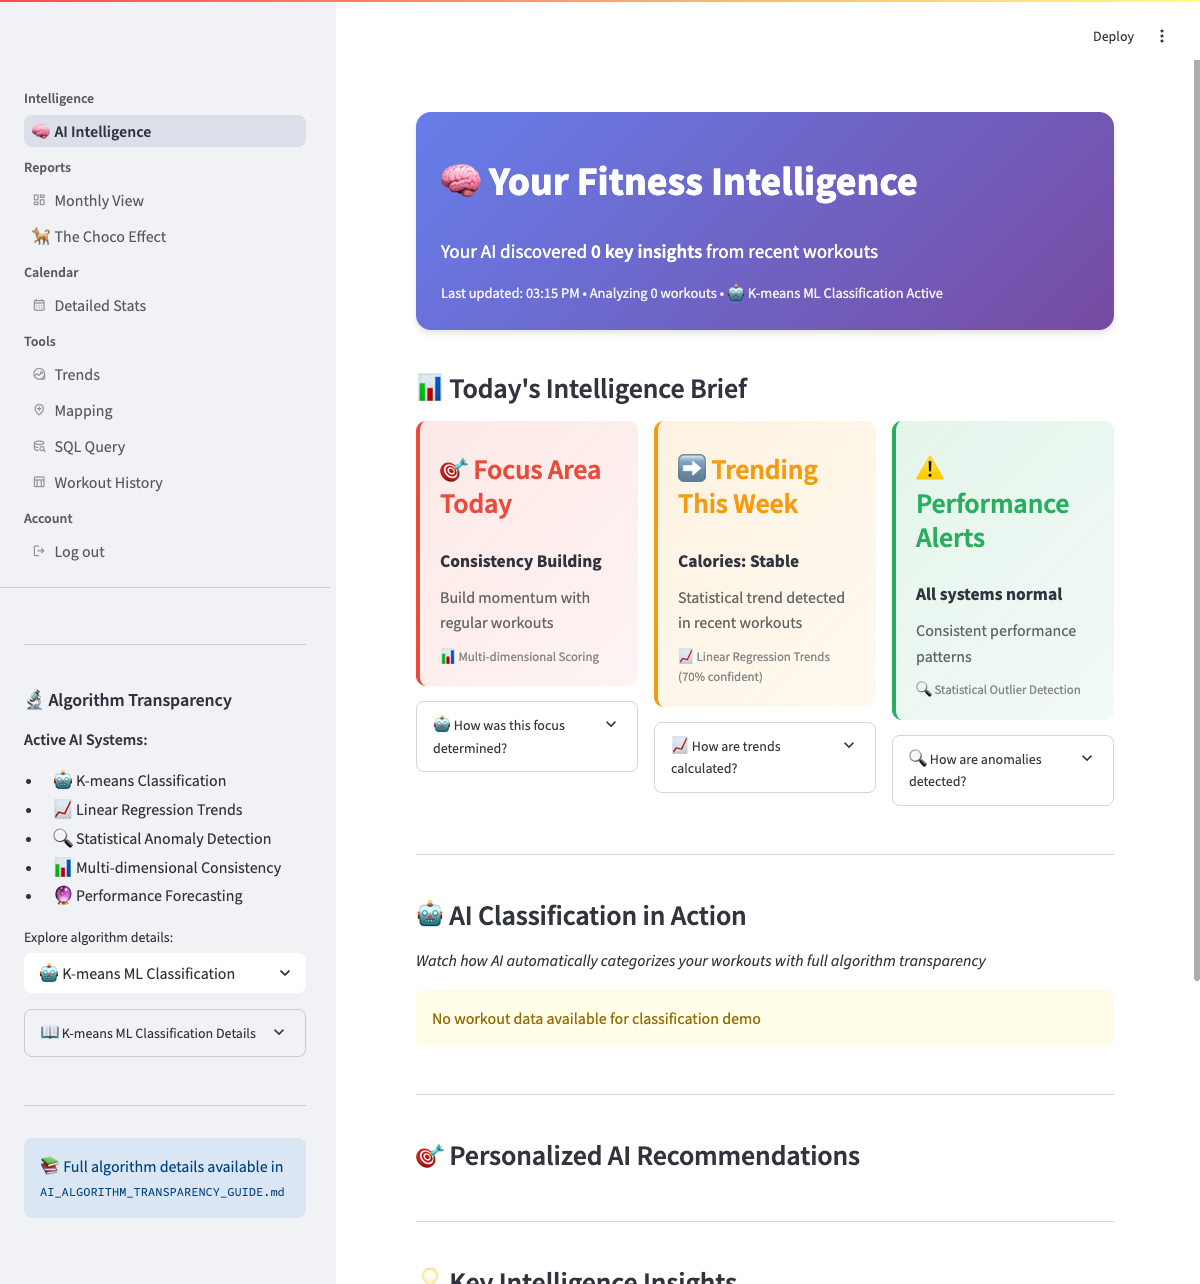 Deploy
Intelligence
AI Intelligence
Reports
Monthly View
The Choco Effect
Calendar
Detailed Stats
Tools
Trends
Mapping
SQL Query
Workout History
Account
Log out
Algorithm Transparency
Active AI Systems:
• K-means Classification
• Linear Regression Trends
• Statistical Anomaly Detection
• Multi-dimensional Consistency
• Performance Forecasting
Explore algorithm details:
K-means ML Classification
K-means ML Classification Details
Full algorithm details available in
AI_ALGORITHM_TRANSPARENCY_GUIDE.md
Your Fitness Intelligence
Your AI discovered 0 key insights from recent workouts
Last updated: 03:15 PM • Analyzing 0 workouts • K-means ML Classification Active
Today's Intelligence Brief
Focus Area
Today
Consistency Building
Build momentum with
regular workouts
Multi-dimensional Scoring
How was this focus
determined?
Trending
This Week
Calories: Stable
Statistical trend detected
in recent workouts
Linear Regression Trends
(70% confident)
How are trends
calculated?
Performance
Alerts
All systems normal
Consistent performance
patterns
Statistical Outlier Detection
How are anomalies
detected?
AI Classification in Action
Watch how AI automatically categorizes your workouts with full algorithm transparency
No workout data available for classification demo
Personalized AI Recommendations
Key Intelligence Insights